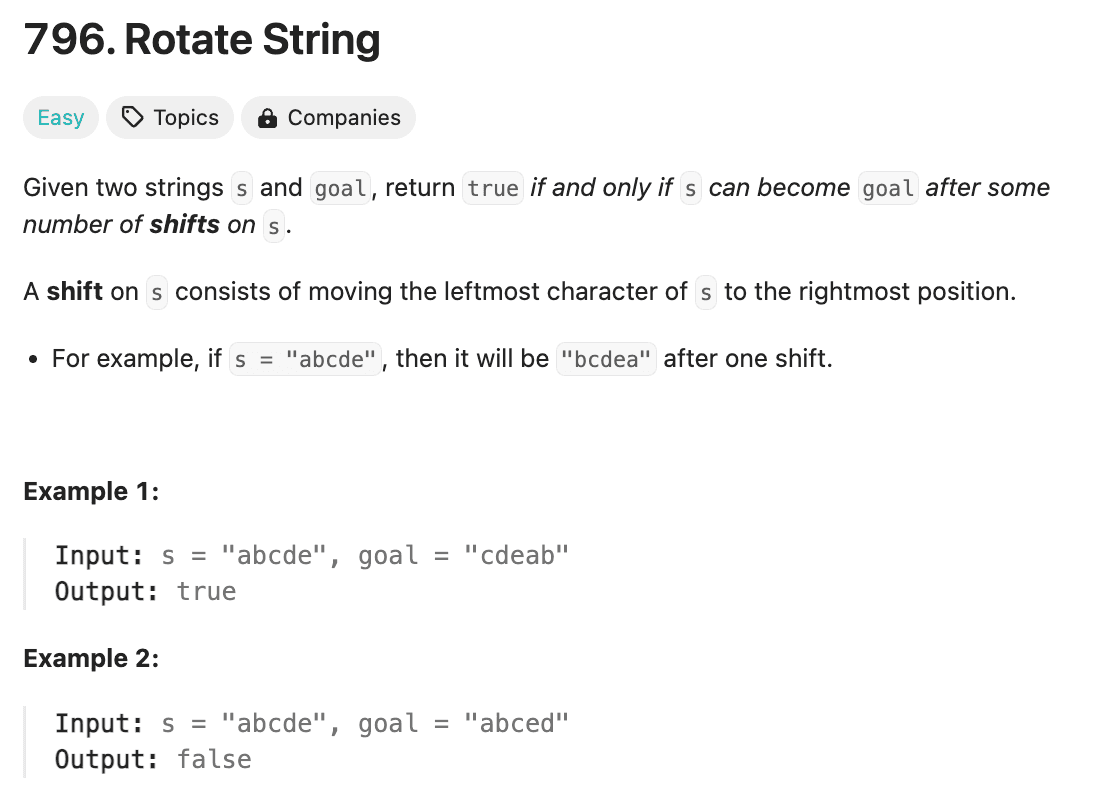 796. Rotate String
Easy Topics Companies
Given two strings s and goal, return true if and only if s can become goal after some
number of shifts on s.
A shift on s consists of moving the leftmost character of s to the rightmost position.
• For example, if s = "abcde", then it will be "bcdea" after one shift.
Example 1:
Input: s = "abcde", goal = "cdeab"
Output: true
Example 2:
Input: s = "abcde", goal = "abced"
Output: false